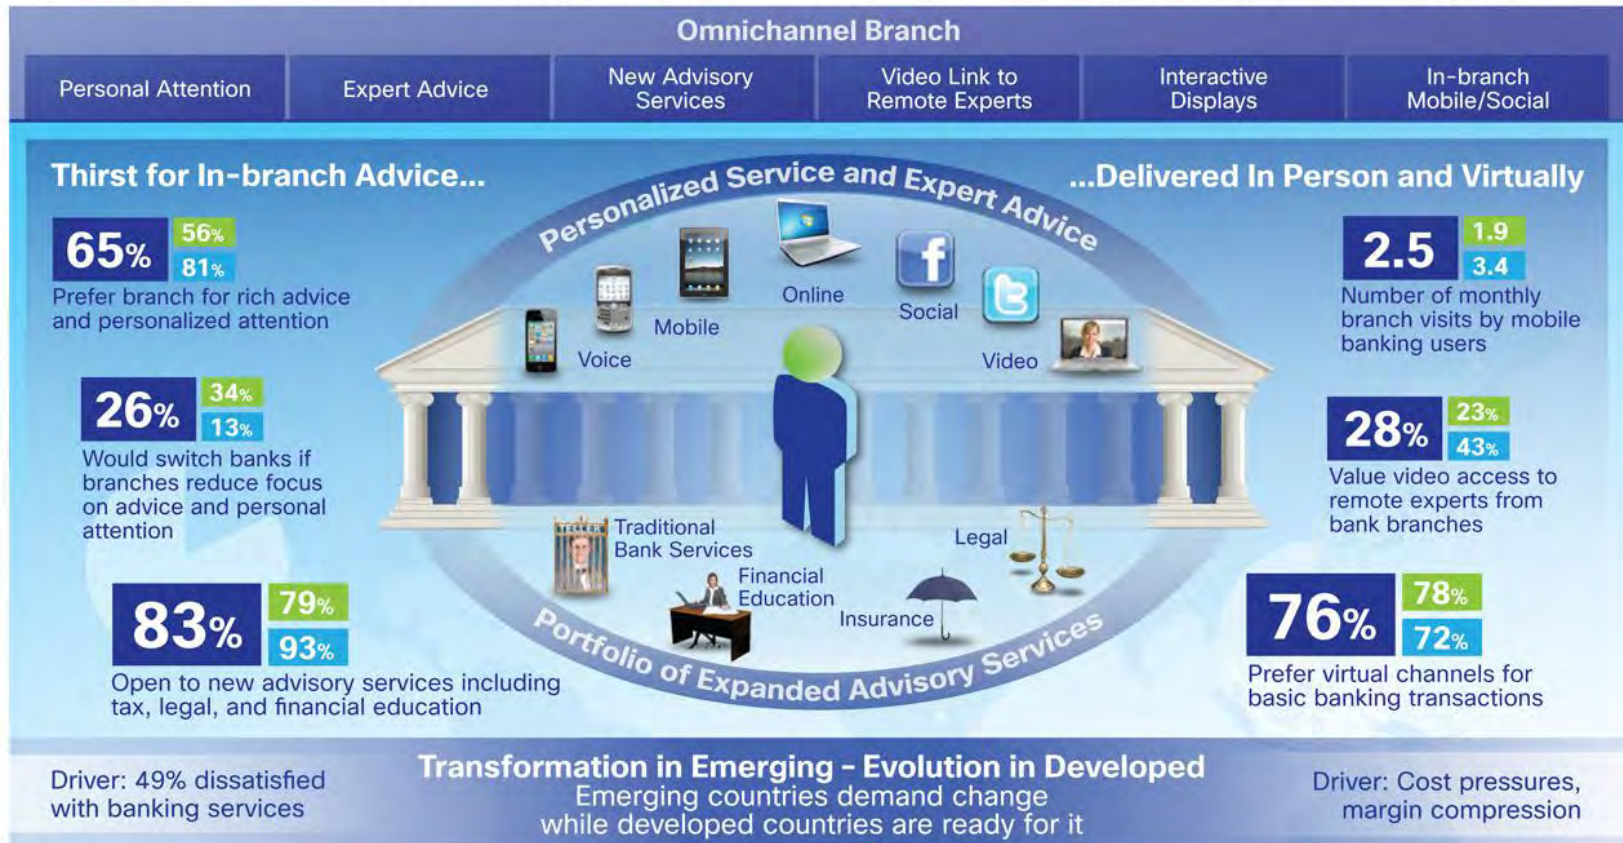 Omnichannel Branch
Personal Attention
Expert Advice
New Advisory
Services
Video Link to
Remote Experts
Interactive
Displays
In-branch
Mobile/Social
Thirst for In-branch Advice...
65%
56%
81%
Prefer branch for rich advice
and personalized attention
26%
34%
13%
Would switch banks if
branches reduce focus
on advice and personal
attention
83%
79%
93%
Open to new advisory services including
tax, legal, and financial education
Personalized Service and Expert Advice
Voice
Mobile
Online
Social
Video
TELLER
Traditional
Bank Services
Financial
Education
Insurance
Legal
Portfolio of Expanded Advisory Services
...Delivered In Person and Virtually
2.5
1.9
3.4
Number of monthly
branch visits by mobile
banking users
28%
23%
43%
Value video access to
remote experts from
bank branches
76%
78%
72%
Prefer virtual channels for
basic banking transactions
Driver: 49% dissatisfied
with banking services
Transformation in Emerging – Evolution in Developed
Emerging countries demand change
while developed countries are ready for it
Driver: Cost pressures,
margin compression